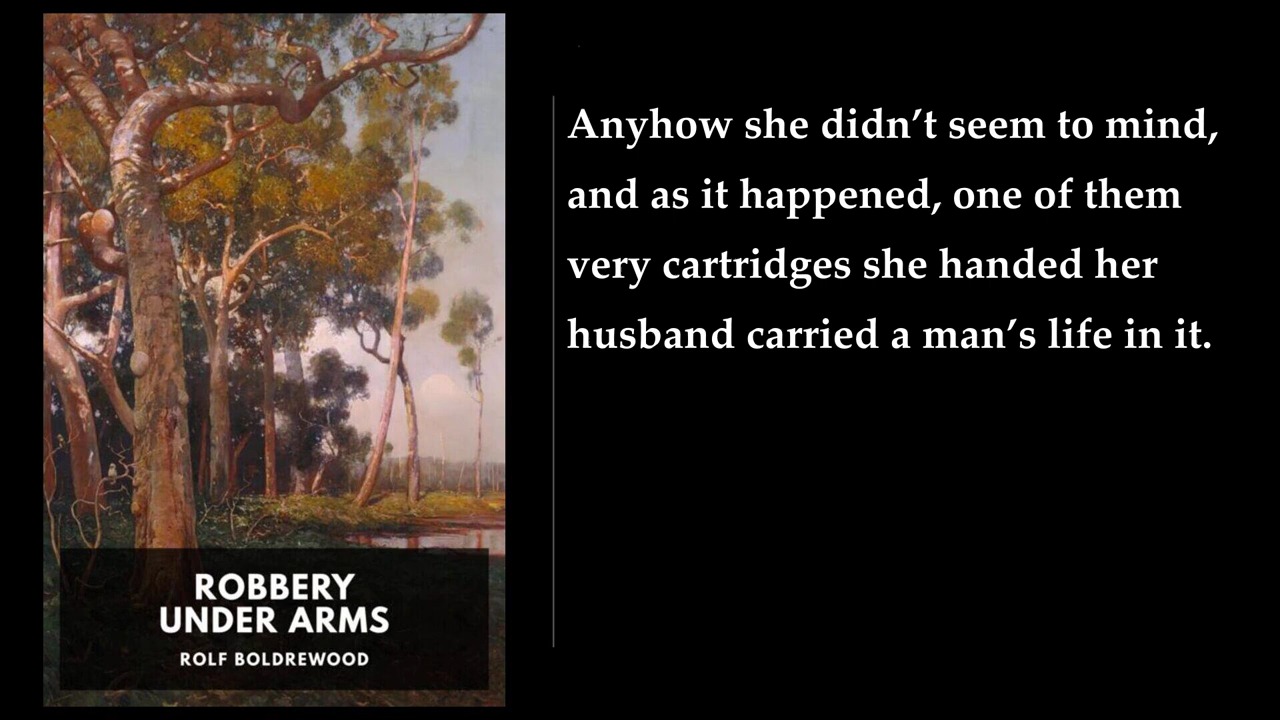 Anyhow she didn’t seem to mind,
and as it happened, one of them
very cartridges she handed her
husband carried a man’s life in it.
ROBBERY
UNDER ARMS
ROLF BOLDREWOOD